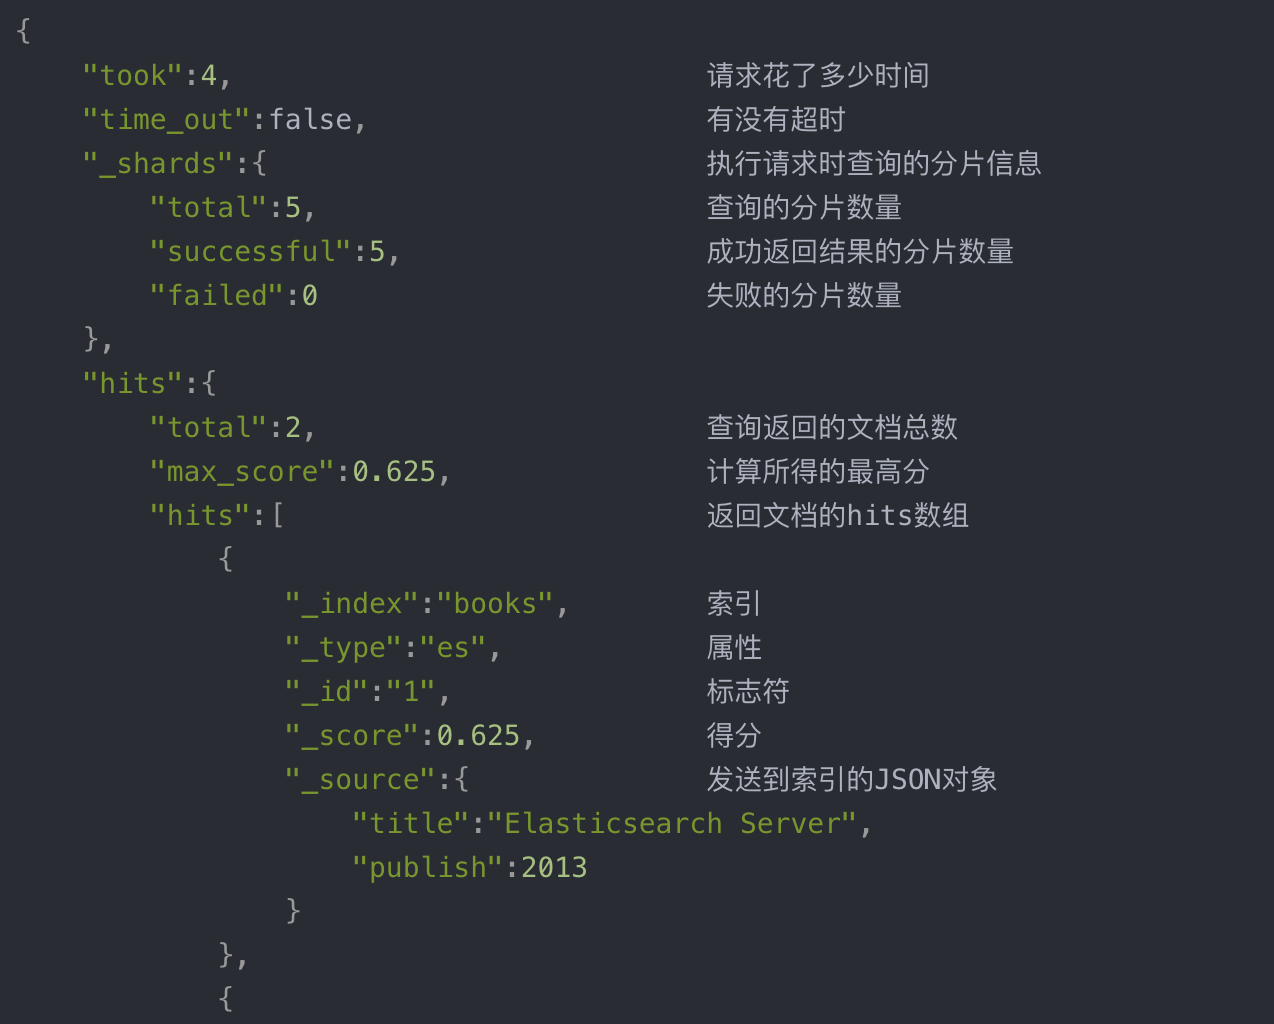 {
"took":4, 请求花了多少时间
"time_out":false, 有没有超时
"_shards":{ 执行请求时查询的分片信息
"total":5, 查询的分片数量
"successful":5, 成功返回结果的分片数量
"failed":0 失败的分片数量
},
"hits":{
"total":2, 查询返回的文档总数
"max_score":0.625, 计算所得的最高分
"hits":[ 返回文档的hits数组
{
"_index":"books", 索引
"_type":"es", 属性
"_id":"1", 标志符
"_score":0.625, 得分
"_source":{ 发送到索引的JSON对象
"title":"Elasticsearch Server",
"publish":2013
}
},
{